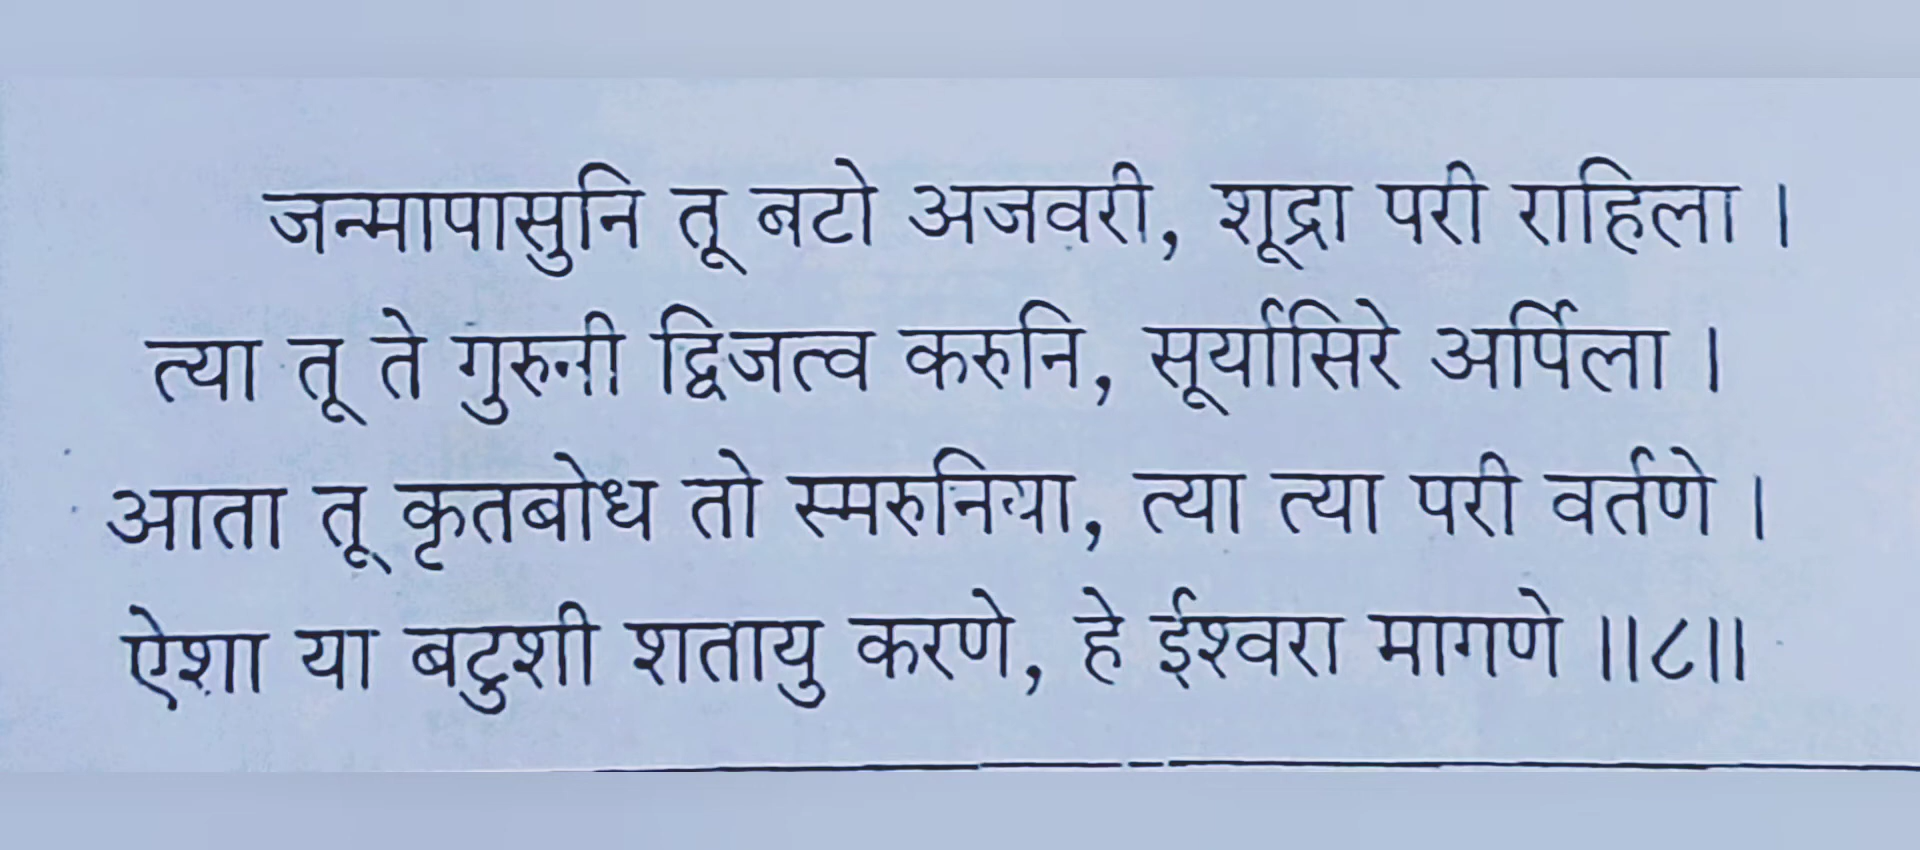 जन्मापासुनि तू बटो अजवरी, शूद्रा परी राहिला ।
त्या तू ते गुरुनी द्विजत्व करुनि, सूर्यासिरे अर्पिला ।
आता तू कृतबोध तो स्मरुनिया, त्या त्या परी वर्तणे ।
ऐशा या बटुशी शतायु करणे, हे ईश्वरा मागणे ॥८॥